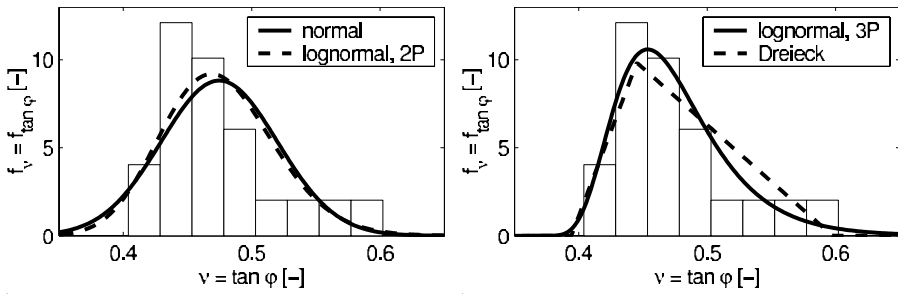 normal
lognormal, 2P
10
5
0
0.4
0.5
0.6
f_ν = f_tan φ [–]
ν = tan φ [–]
lognormal, 3P
Dreieck
10
5
0
0.4
0.5
0.6
f_ν = f_tan φ [–]
ν = tan φ [–]